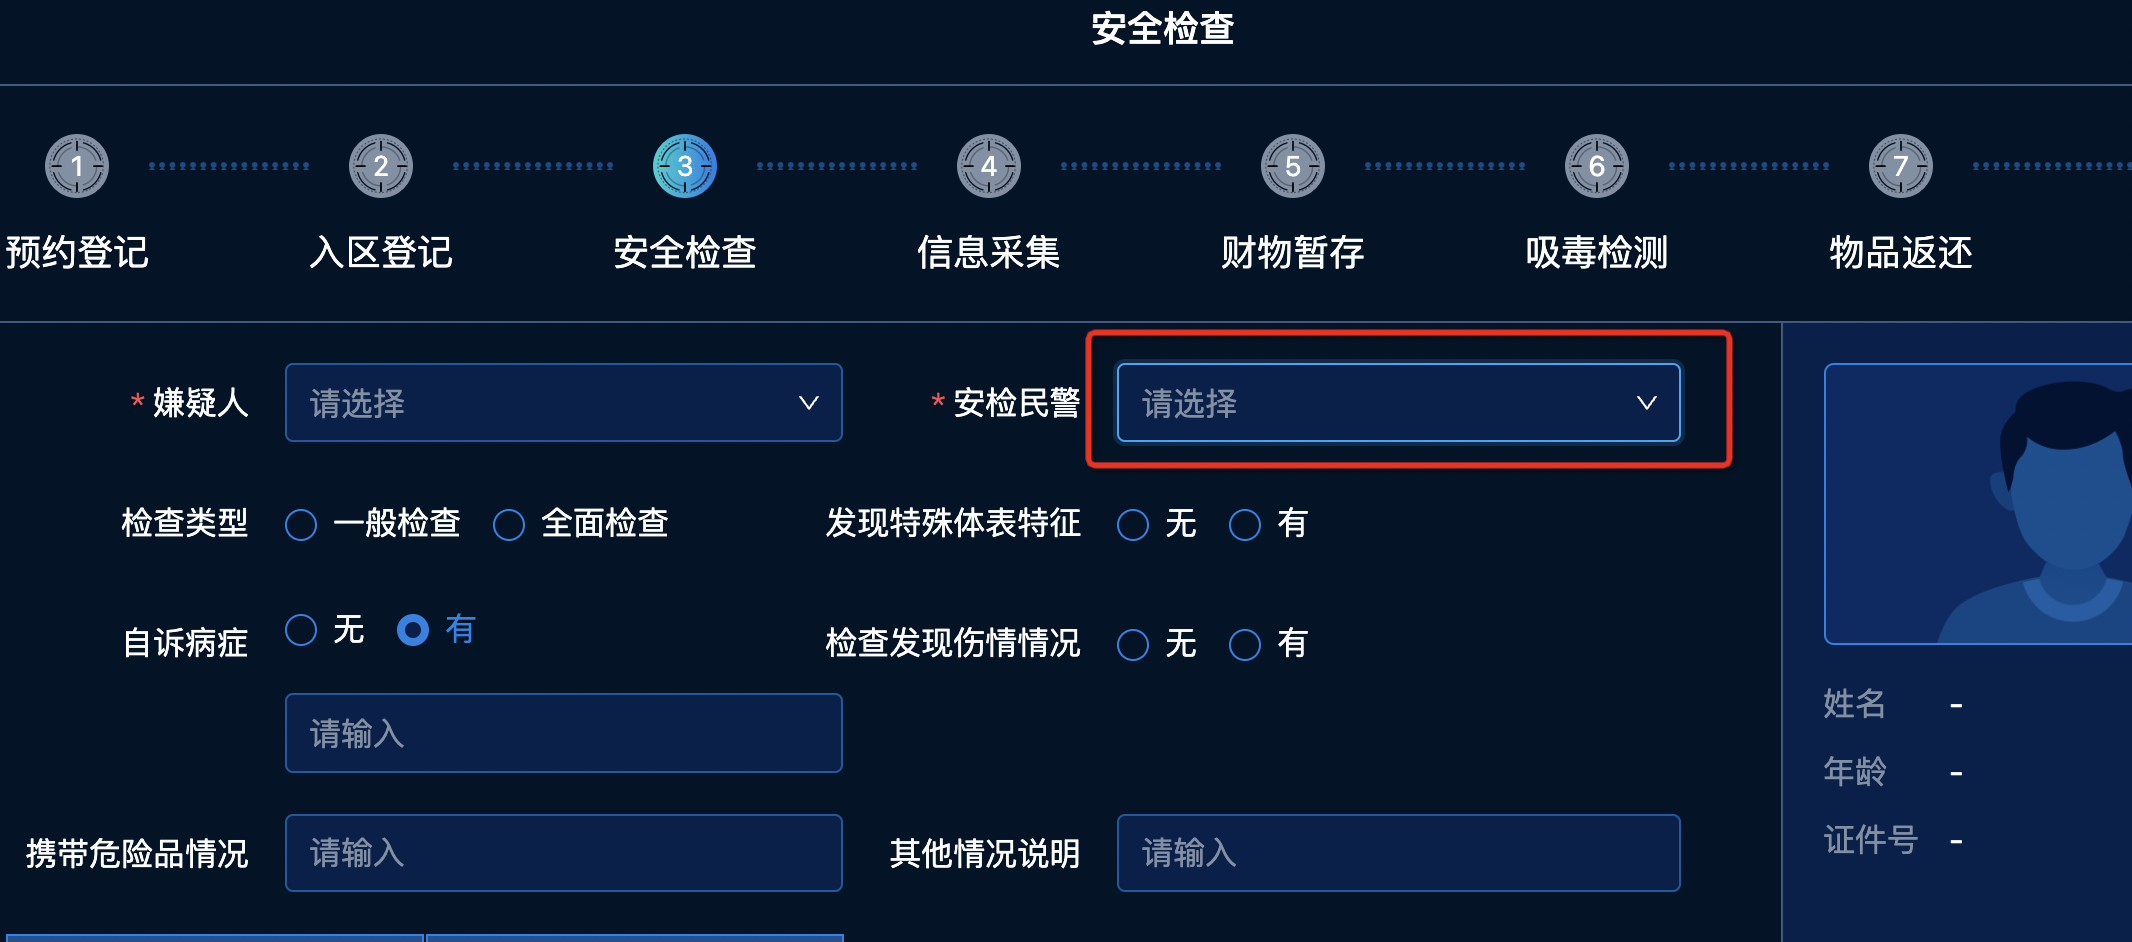 安全检查
1 2 3 4 5 6 7
预约登记 入区登记 安全检查 信息采集 财物暂存 吸毒检测 物品返还
* 嫌疑人 请选择 * 安检民警 请选择
检查类型 一般检查 全面检查 发现特殊体表特征 无 有
自诉病症 无 有 检查发现伤情情况 无 有
请输入
携带危险品情况 请输入 其他情况说明 请输入
姓名 -
年龄 -
证件号 -